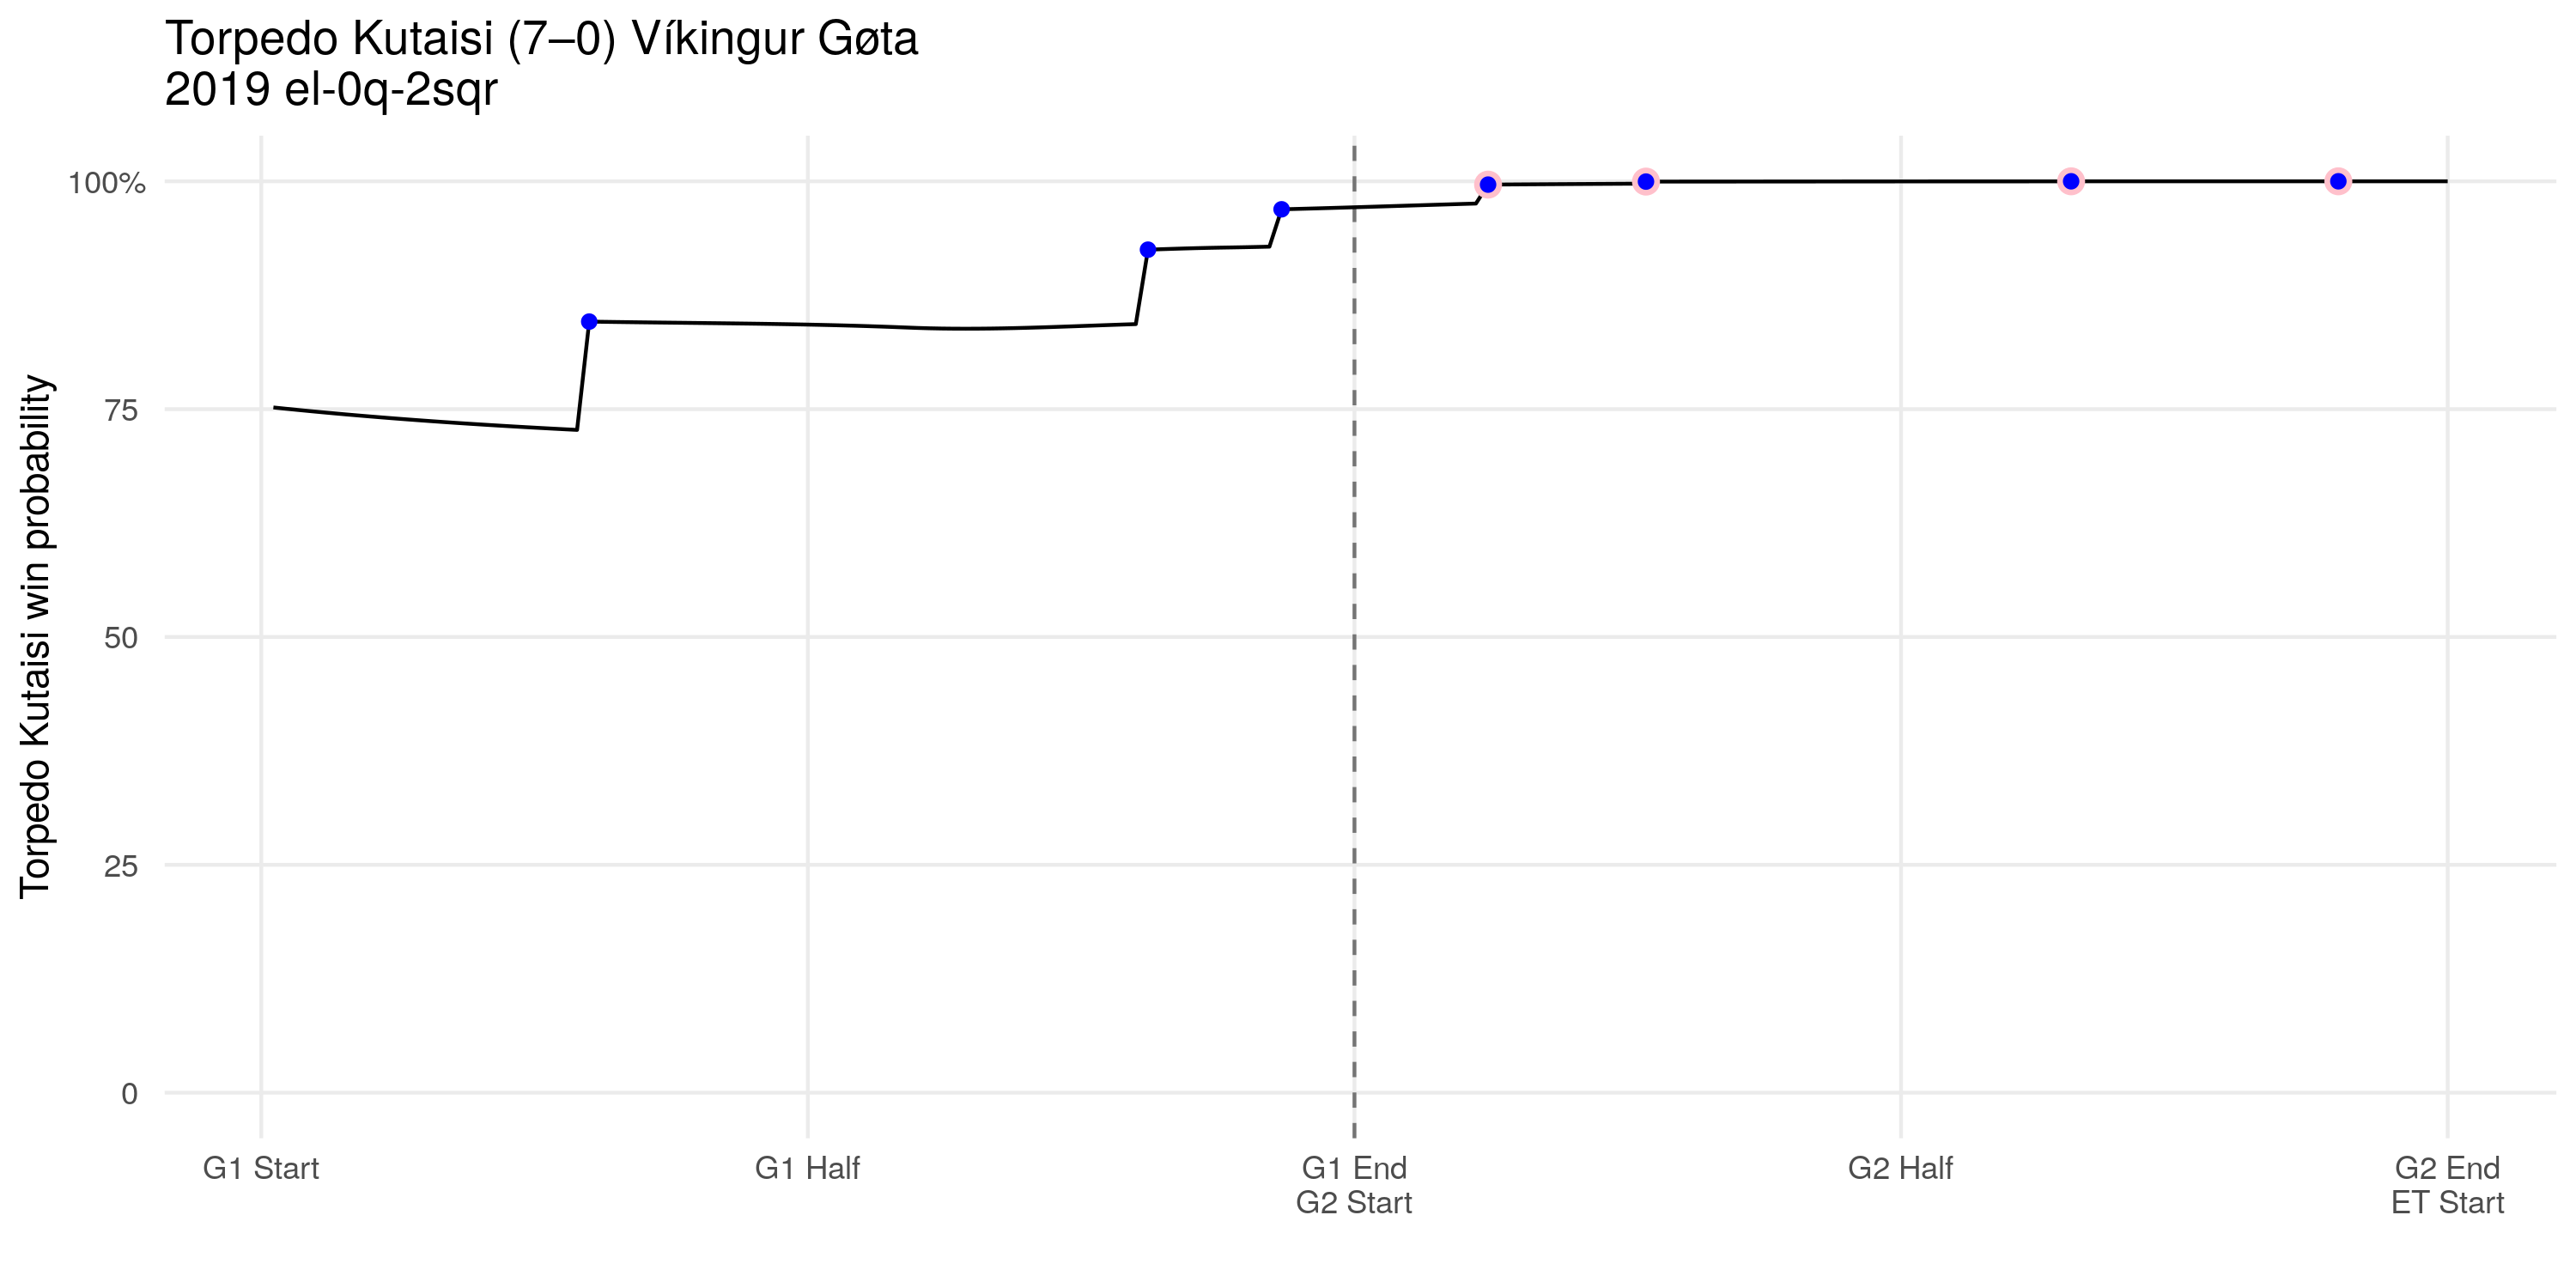 Torpedo Kutaisi (7–0) Víkingur Gøta
2019 el-0q-2sqr
Torpedo Kutaisi win probability
100%
75
50
25
0
G1 Start
G1 Half
G1 End
G2 Start
G2 Half
G2 End
ET Start